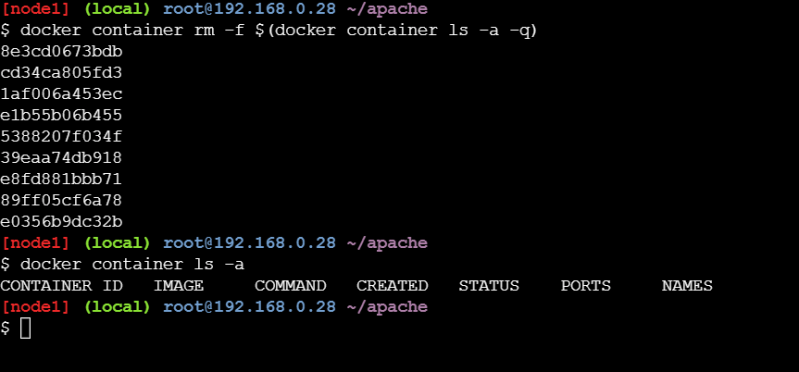 [node1] (local) root@192.168.0.28 ~/apache
$ docker container rm -f $(docker container ls -a -q)
8e3cd0673bdb
cd34ca805fd3
1af006a453ec
e1b55b06b455
5388207f034f
39eaa74db918
e8fd881bbb71
89ff05cf6a78
e0356b9dc32b
[node1] (local) root@192.168.0.28 ~/apache
$ docker container ls -a
CONTAINER ID   IMAGE     COMMAND   CREATED   STATUS    PORTS     NAMES
[node1] (local) root@192.168.0.28 ~/apache
$